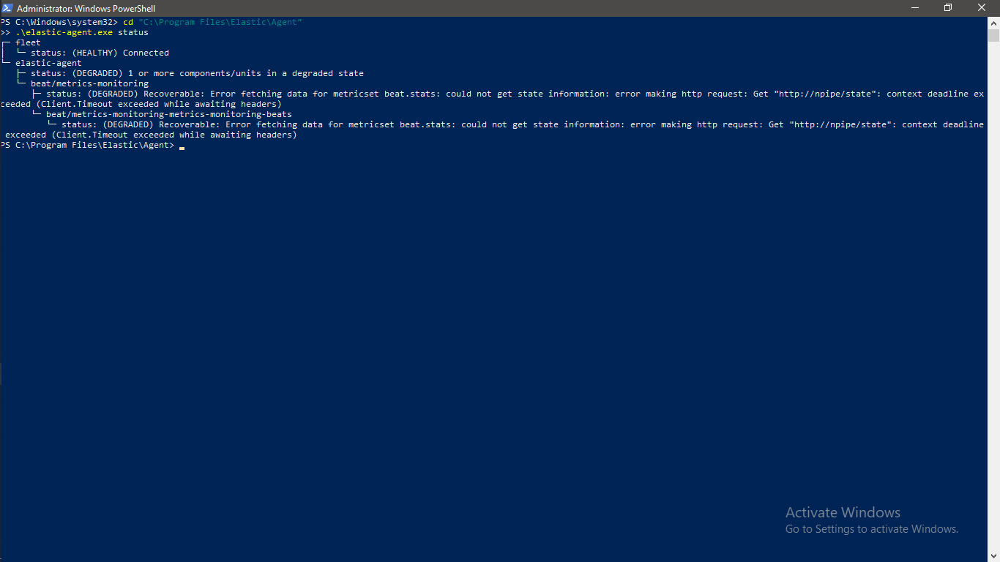 Administrator: Windows PowerShell
PS C:\Windows\system32> cd "C:\Program Files\Elastic\Agent"
>> .\elastic-agent.exe status
┌─ fleet
│  └─ status: (HEALTHY) Connected
└─ elastic-agent
   ├─ status: (DEGRADED) 1 or more components/units in a degraded state
   └─ beat/metrics-monitoring
      ├─ status: (DEGRADED) Recoverable: Error fetching data for metricset beat.stats: could not get state information: error making http request: Get "http://npipe/state": context deadline ex
ceeded (Client.Timeout exceeded while awaiting headers)
      └─ beat/metrics-monitoring-metrics-monitoring-beats
         └─ status: (DEGRADED) Recoverable: Error fetching data for metricset beat.stats: could not get state information: error making http request: Get "http://npipe/state": context deadline
 exceeded (Client.Timeout exceeded while awaiting headers)
PS C:\Program Files\Elastic\Agent>
Activate Windows
Go to Settings to activate Windows.